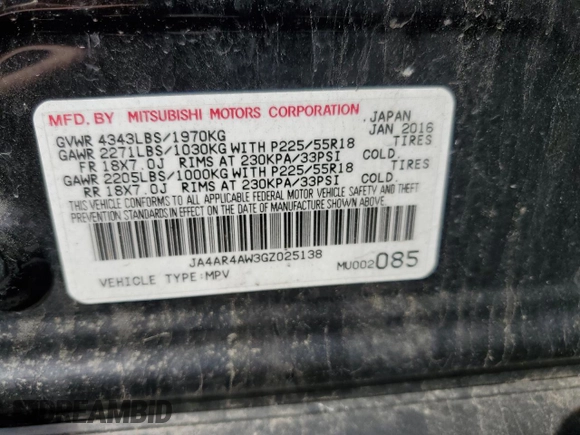 MFD. BY MITSUBISHI MOTORS CORPORATION JAPAN
GVWR 4343LBS/1970KG JAN 2016
GAWR 2271LBS/1030KG WITH P225/55R18 TIRES
FR 18X7.0J RIMS AT 230KPA/33PSI COLD.
GAWR 2205LBS/1000KG WITH P225/55R18 TIRES
RR 18X7.0J RIMS AT 230KPA/33PSI COLD.
THIS VEHICLE CONFORMS TO ALL APPLICABLE FEDERAL MOTOR VEHICLE SAFETY AND THEFT
PREVENTION STANDARDS IN EFFECT ON THE DATE OF MANUFACTURE SHOWN ABOVE.
JA4AR4AW3GZ025138
VEHICLE TYPE:MPV MU002085
STREAMBID